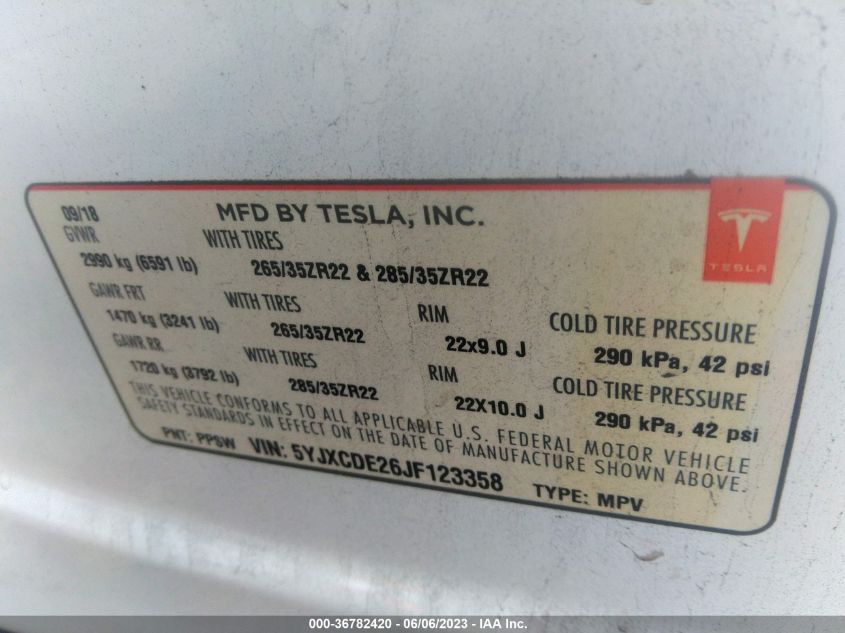 09/18 MFD BY TESLA, INC.
GVWR WITH TIRES
2990 kg (6591 lb) 265/35ZR22 & 285/35ZR22
TESLA
GAWR FRT WITH TIRES RIM COLD TIRE PRESSURE
1470 kg (3241 lb) 265/35ZR22 22x9.0 J 290 kPa, 42 psi
GAWR RR WITH TIRES RIM COLD TIRE PRESSURE
1720 kg (3792 lb) 285/35ZR22 22X10.0 J 290 kPa, 42 psi
THIS VEHICLE CONFORMS TO ALL APPLICABLE U.S. FEDERAL MOTOR VEHICLE
SAFETY STANDARDS IN EFFECT ON THE DATE OF MANUFACTURE SHOWN ABOVE.
PNT: PPSW VIN: 5YJXCDE26JF123358 TYPE: MPV
000-36782420 - 06/06/2023 - IAA Inc.